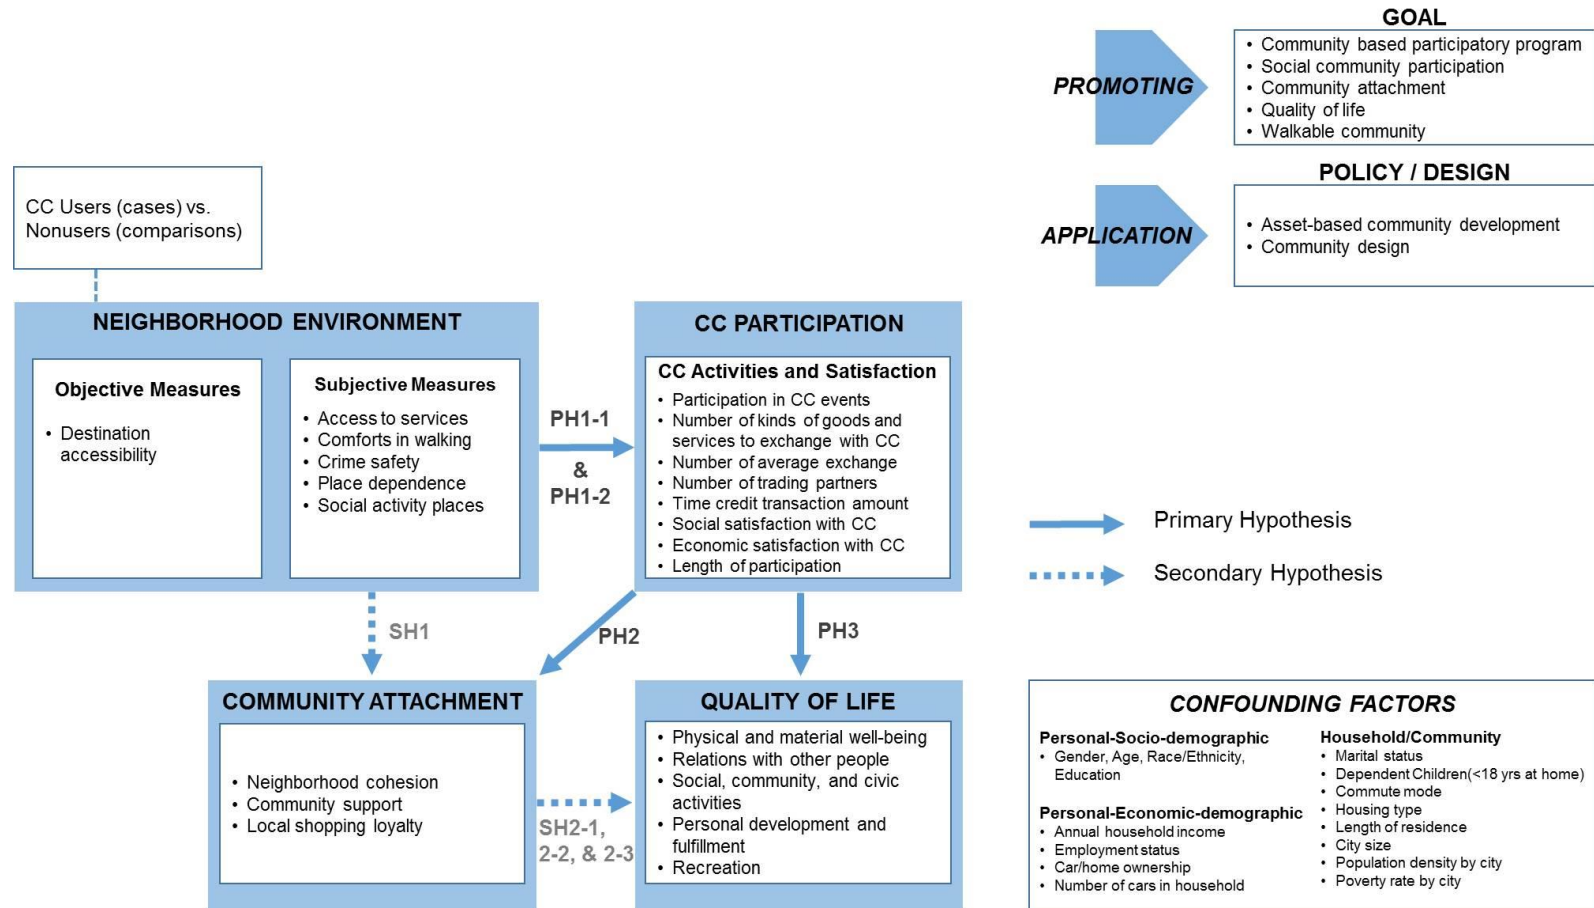 GOAL
PROMOTING
• Community based participatory program
• Social community participation
• Community attachment
• Quality of life
• Walkable community
POLICY / DESIGN
APPLICATION
• Asset-based community development
• Community design
CC Users (cases) vs.
Nonusers (comparisons)
NEIGHBORHOOD ENVIRONMENT
Objective Measures
• Destination
accessibility
Subjective Measures
• Access to services
• Comforts in walking
• Crime safety
• Place dependence
• Social activity places
PH1-1
&
PH1-2
CC PARTICIPATION
CC Activities and Satisfaction
• Participation in CC events
• Number of kinds of goods and
services to exchange with CC
• Number of average exchange
• Number of trading partners
• Time credit transaction amount
• Social satisfaction with CC
• Economic satisfaction with CC
• Length of participation
Primary Hypothesis
Secondary Hypothesis
SH1
PH2
PH3
COMMUNITY ATTACHMENT
• Neighborhood cohesion
• Community support
• Local shopping loyalty
SH2-1,
2-2, & 2-3
QUALITY OF LIFE
• Physical and material well-being
• Relations with other people
• Social, community, and civic
activities
• Personal development and
fulfillment
• Recreation
CONFOUNDING FACTORS
Personal-Socio-demographic
• Gender, Age, Race/Ethnicity,
Education
Personal-Economic-demographic
• Annual household income
• Employment status
• Car/home ownership
• Number of cars in household
Household/Community
• Marital status
• Dependent Children(<18 yrs at home)
• Commute mode
• Housing type
• Length of residence
• City size
• Population density by city
• Poverty rate by city